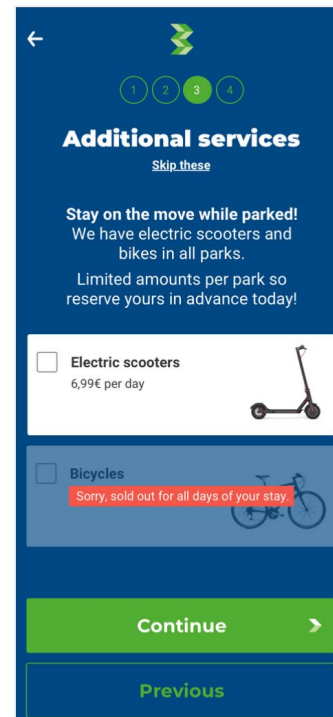 1 2 3 4
Additional services
Skip these
Stay on the move while parked!
We have electric scooters and
bikes in all parks.
Limited amounts per park so
reserve yours in advance today!
Electric scooters
6,99€ per day
Bicycles
Sorry, sold out for all days of your stay.
Continue
Previous